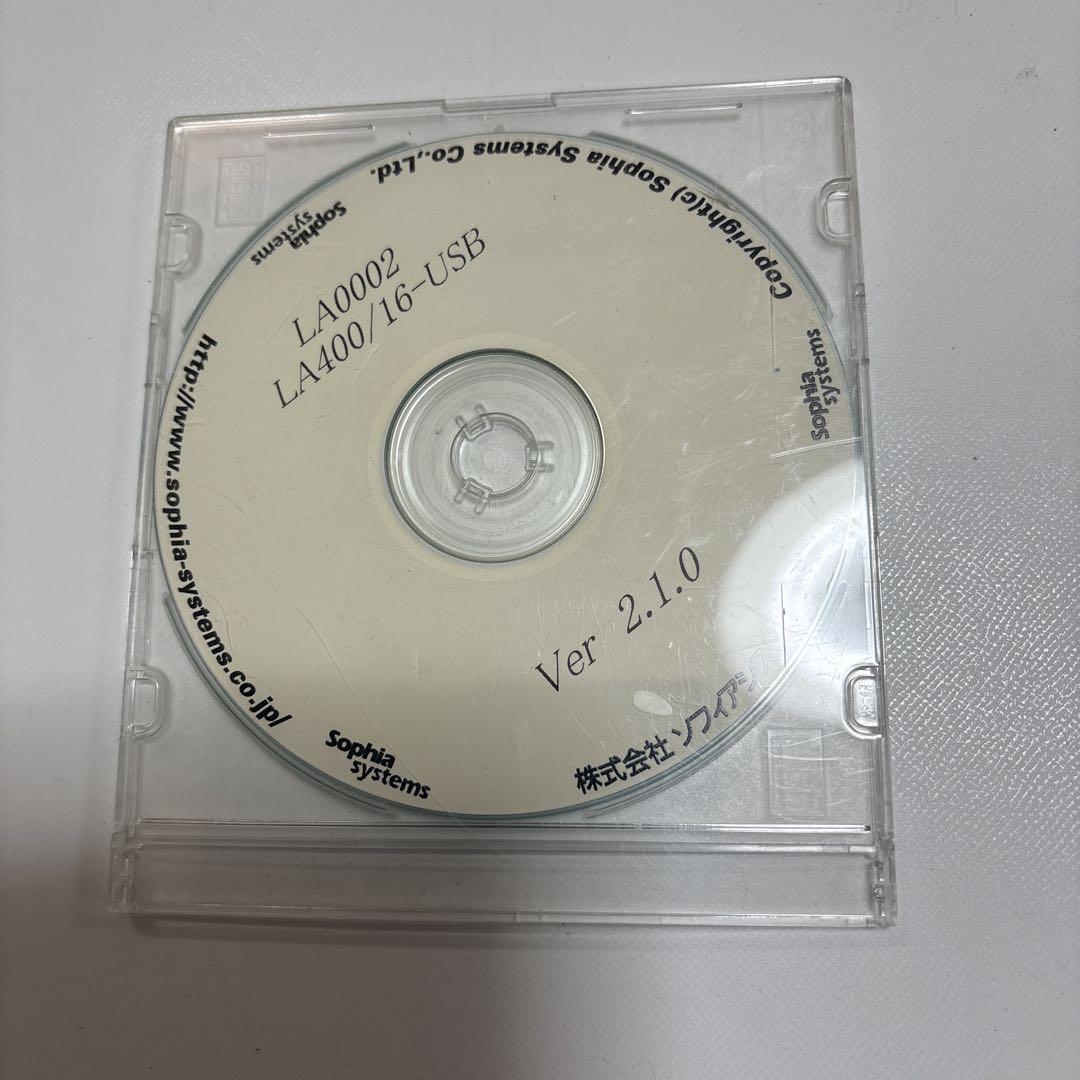 Copyright(c) Sophia Systems Co.,Ltd.
sophia
systems
LA0002
LA400/16-USB
http://www.sophia-systems.co.jp/
sophia
systems
Ver 2.1.0
sophia
systems
株式会社 ソフィアシ